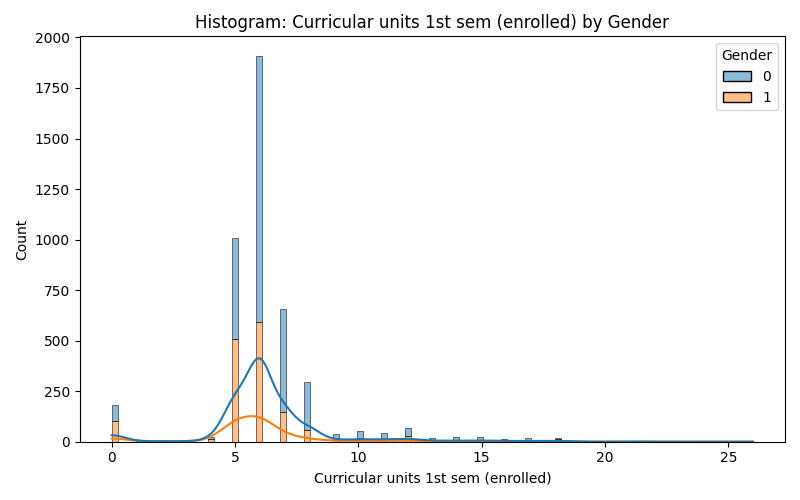 Histogram: Curricular units 1st sem (enrolled) by Gender
Gender
0
1
Count
2000
1750
1500
1250
1000
750
500
250
0
0 5 10 15 20 25
Curricular units 1st sem (enrolled)